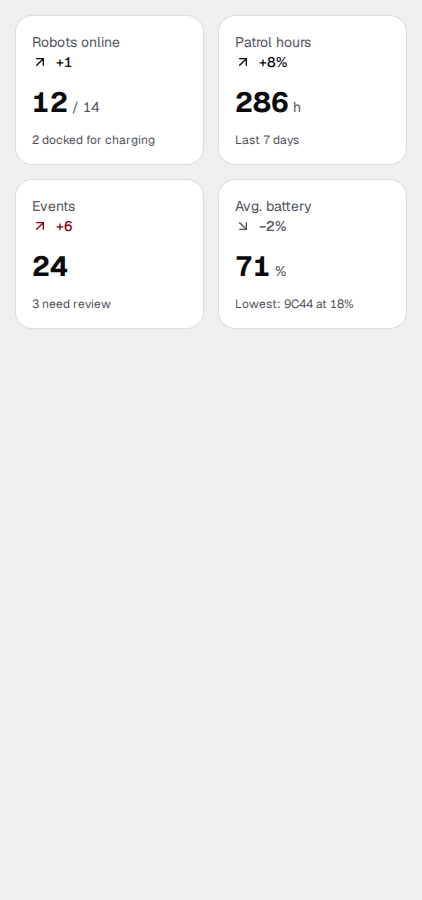 Robots online
+1
12 / 14
2 docked for charging
Patrol hours
+8%
286 h
Last 7 days
Events
+6
24
3 need review
Avg. battery
−2%
71 %
Lowest: 9C44 at 18%